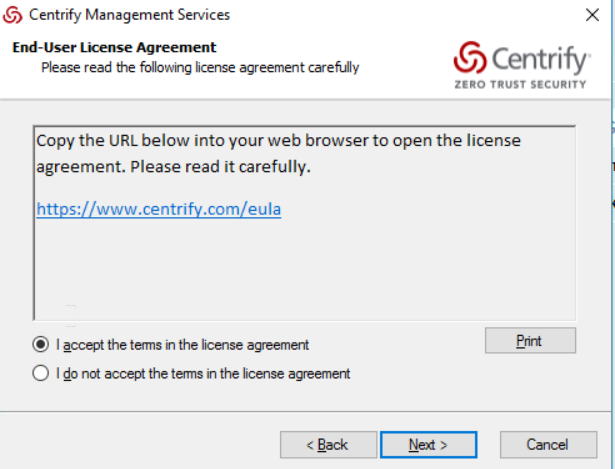 Centrify Management Services
End-User License Agreement
Please read the following license agreement carefully
Centrify
ZERO TRUST SECURITY
Copy the URL below into your web browser to open the license
agreement. Please read it carefully.
https://www.centrify.com/eula
I accept the terms in the license agreement
Print
I do not accept the terms in the license agreement
< Back
Next >
Cancel